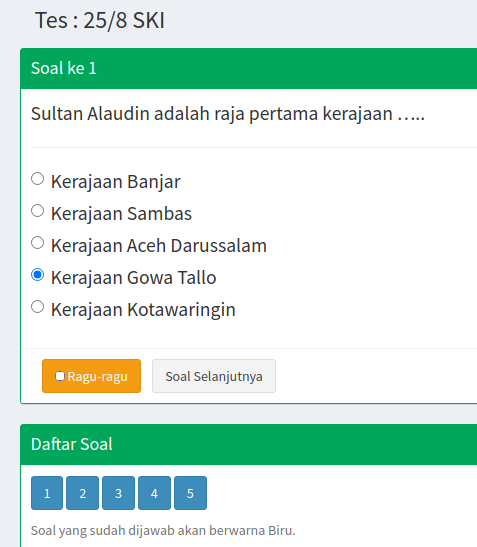 Tes : 25/8 SKI
Soal ke 1
Sultan Alaudin adalah raja pertama kerajaan …..
Kerajaan Banjar
Kerajaan Sambas
Kerajaan Aceh Darussalam
Kerajaan Gowa Tallo
Kerajaan Kotawaringin
Ragu-ragu Soal Selanjutnya
Daftar Soal
1 2 3 4 5
Soal yang sudah dijawab akan berwarna Biru.